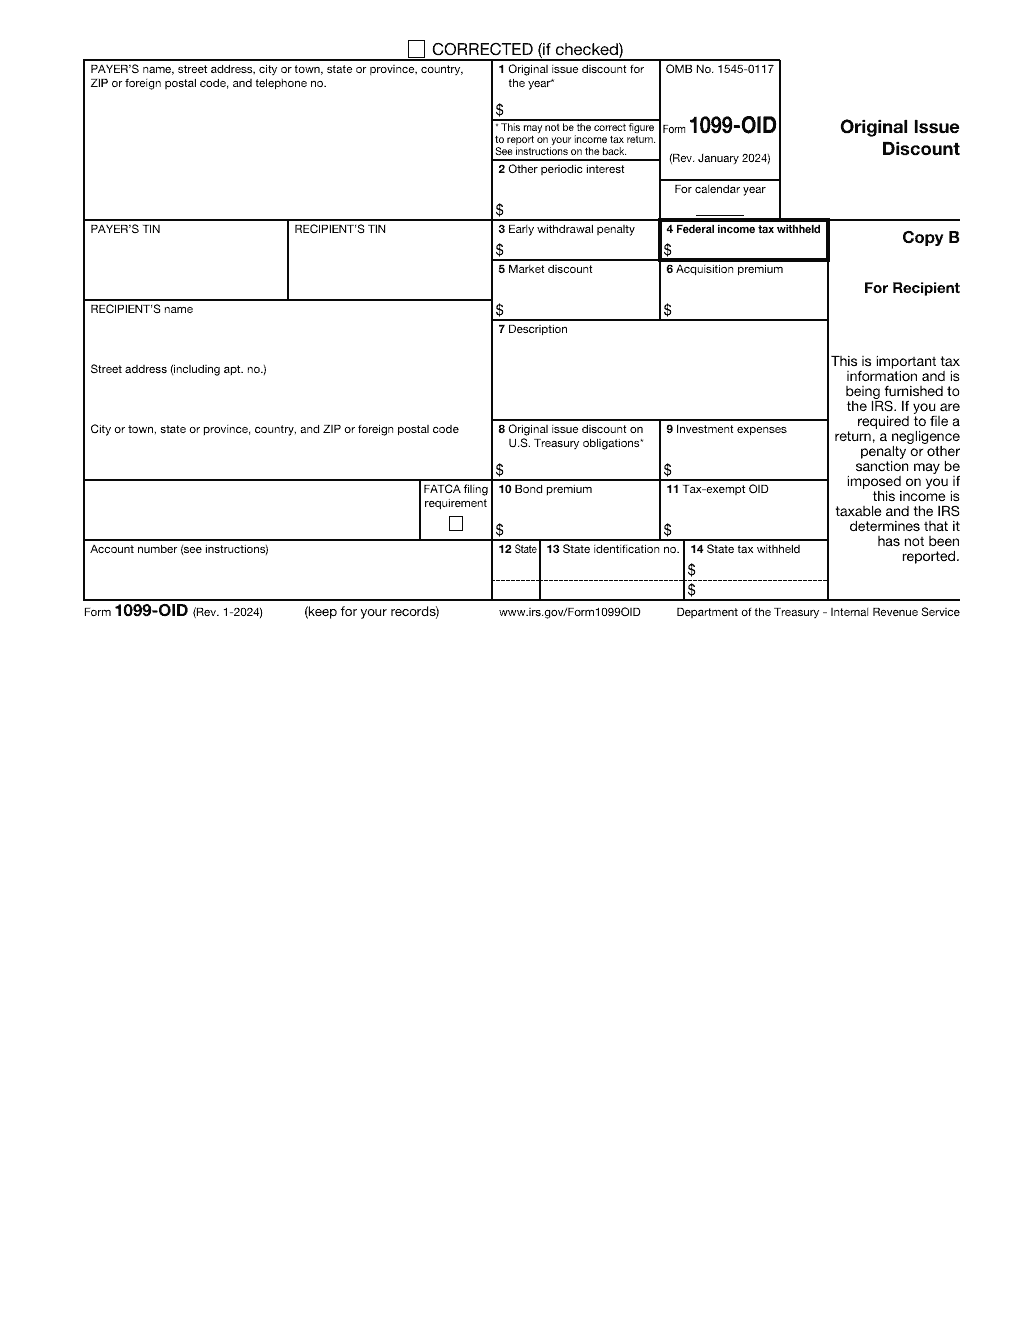 CORRECTED (if checked)
PAYER'S name, street address, city or town, state or province, country,
ZIP or foreign postal code, and telephone no.
1 Original issue discount for
the year*
$
* This may not be the correct figure
to report on your income tax return.
See instructions on the back.
2 Other periodic interest
$
OMB No. 1545-0117
Form 1099-OID
(Rev. January 2024)
For calendar year
Original Issue
Discount
PAYER'S TIN
RECIPIENT'S TIN
3 Early withdrawal penalty
$
4 Federal income tax withheld
$
Copy B
For Recipient
5 Market discount
$
6 Acquisition premium
$
RECIPIENT'S name
7 Description
Street address (including apt. no.)
City or town, state or province, country, and ZIP or foreign postal code
8 Original issue discount on
U.S. Treasury obligations*
$
9 Investment expenses
$
This is important tax
information and is
being furnished to
the IRS. If you are
required to file a
return, a negligence
penalty or other
sanction may be
imposed on you if
this income is
taxable and the IRS
determines that it
has not been
reported.
FATCA filing
requirement
10 Bond premium
$
11 Tax-exempt OID
$
Account number (see instructions)
12 State
13 State identification no.
14 State tax withheld
$
$
Form 1099-OID (Rev. 1-2024)
(keep for your records)
www.irs.gov/Form1099OID
Department of the Treasury - Internal Revenue Service